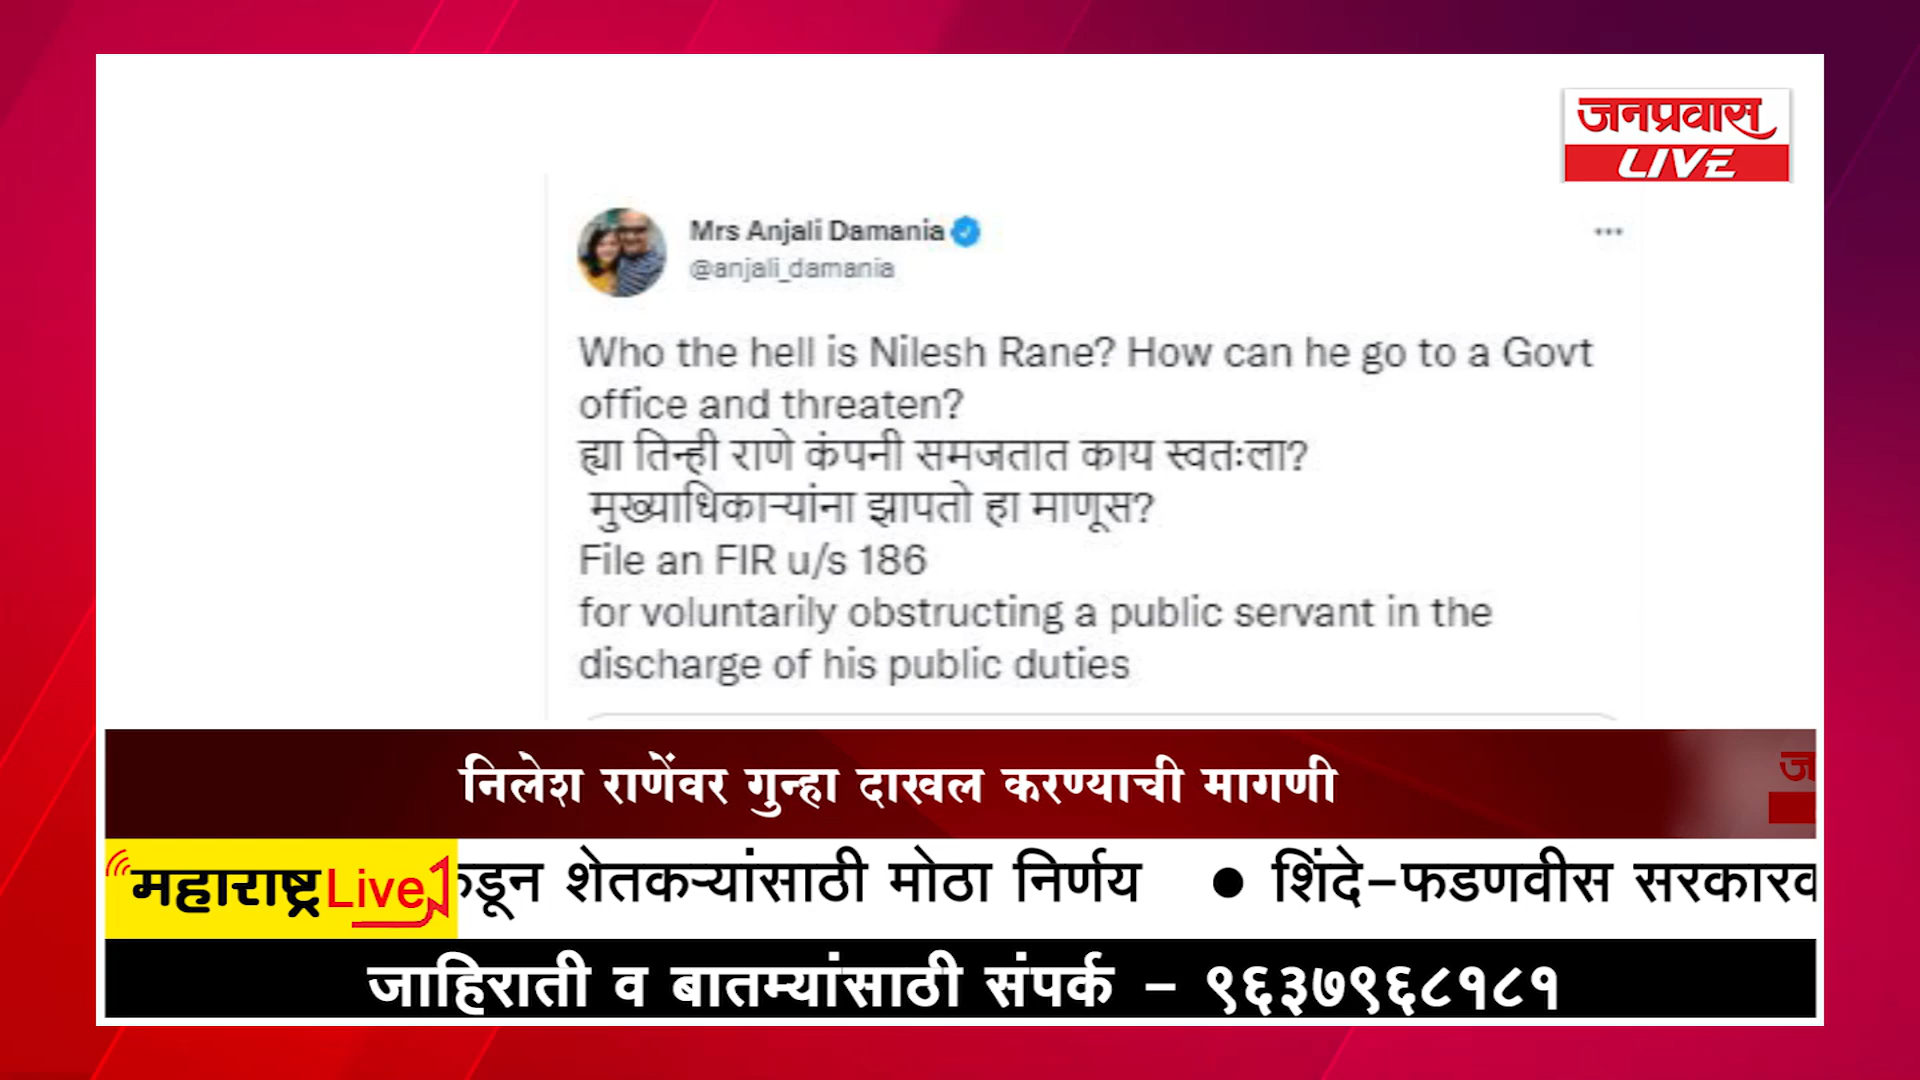 जनप्रवास
LIVE
Mrs Anjali Damania
@anjali_damania
Who the hell is Nilesh Rane? How can he go to a Govt
office and threaten?
ह्या तिन्ही राणे कंपनी समजतात काय स्वतःला?
मुख्याधिकाऱ्यांना झापतो हा माणूस?
File an FIR u/s 186
for voluntarily obstructing a public servant in the
discharge of his public duties
निलेश राणेंवर गुन्हा दाखल करण्याची मागणी
महाराष्ट्र Live
कडून शेतकऱ्यांसाठी मोठा निर्णय ● शिंदे-फडणवीस
जाहिराती व बातम्यांसाठी संपर्क - ९६३७९६८१८१